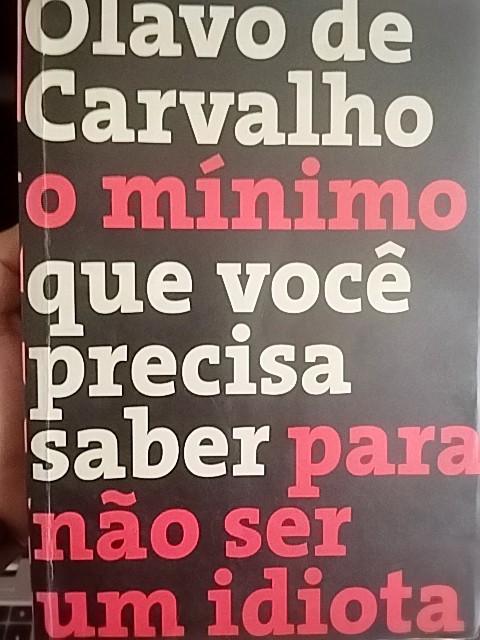 Olavo de
Carvalho
o mínimo
que você
precisa
saber para
não ser
um idiota